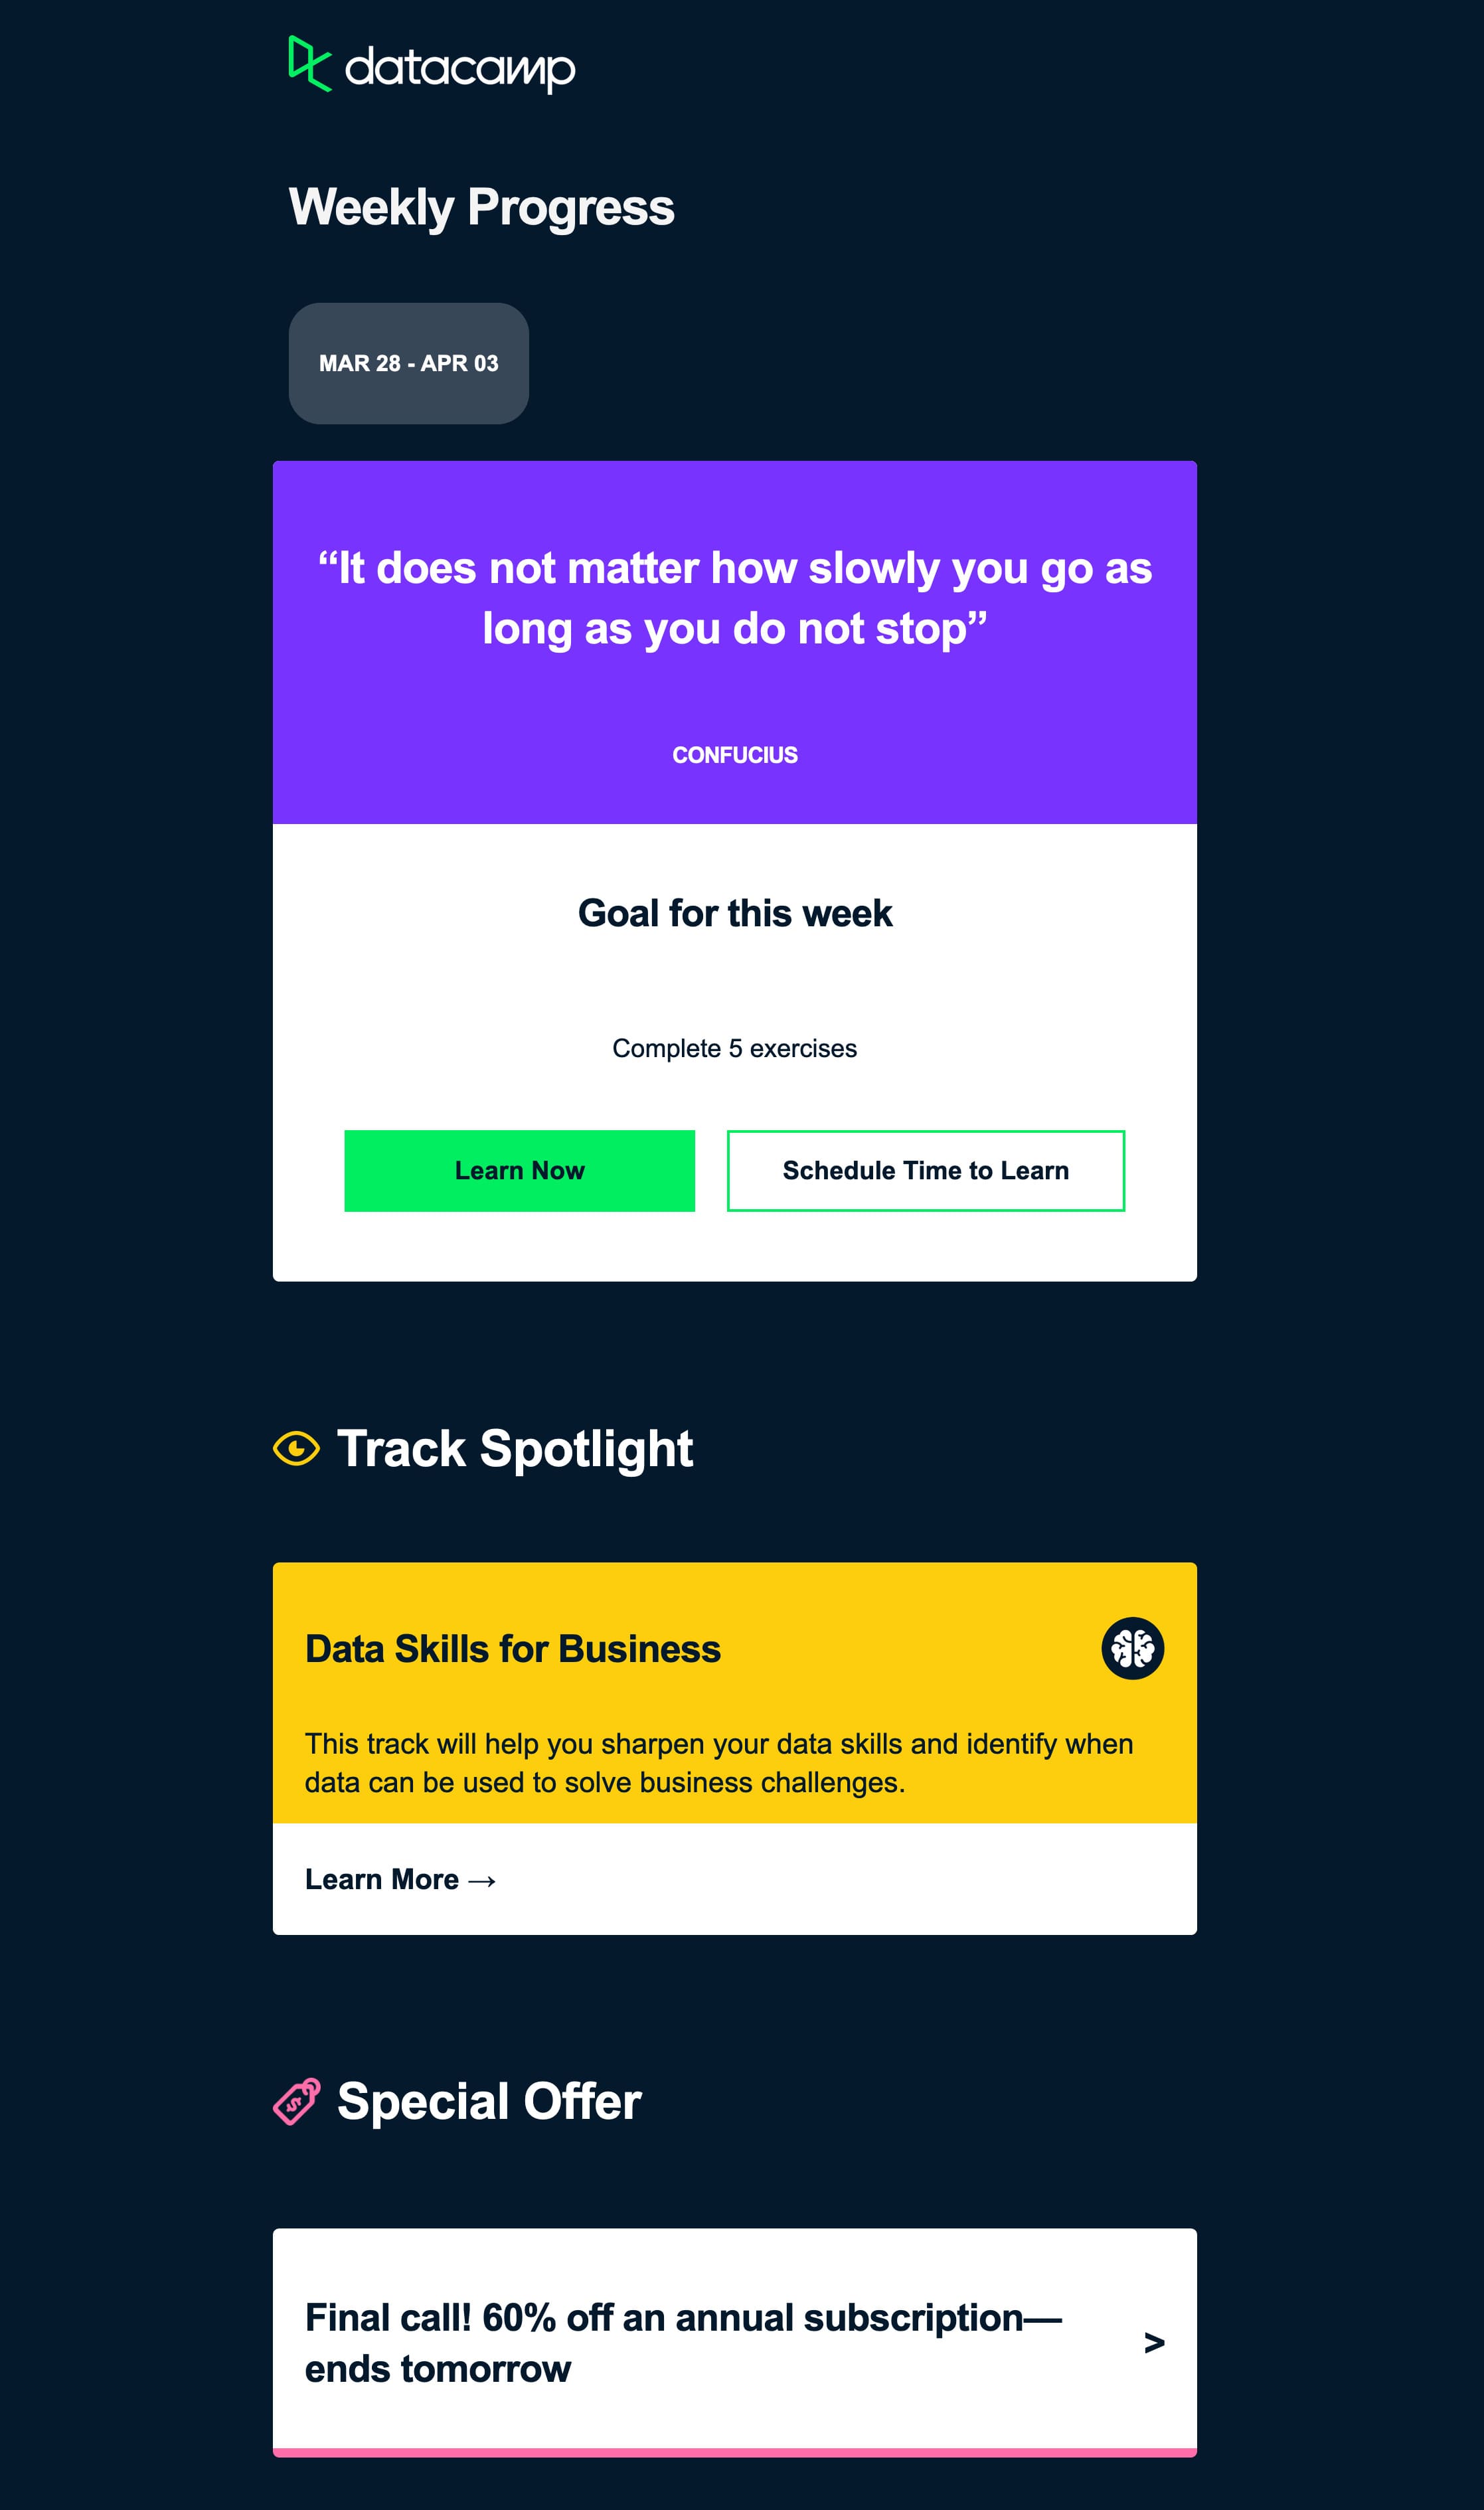 datacamp
Weekly Progress
MAR 28 - APR 03
“It does not matter how slowly you go as
long as you do not stop”
CONFUCIUS
Goal for this week
Complete 5 exercises
Learn Now
Schedule Time to Learn
Track Spotlight
Data Skills for Business
This track will help you sharpen your data skills and identify when
data can be used to solve business challenges.
Learn More →
$ Special Offer
Final call! 60% off an annual subscription—
ends tomorrow
>